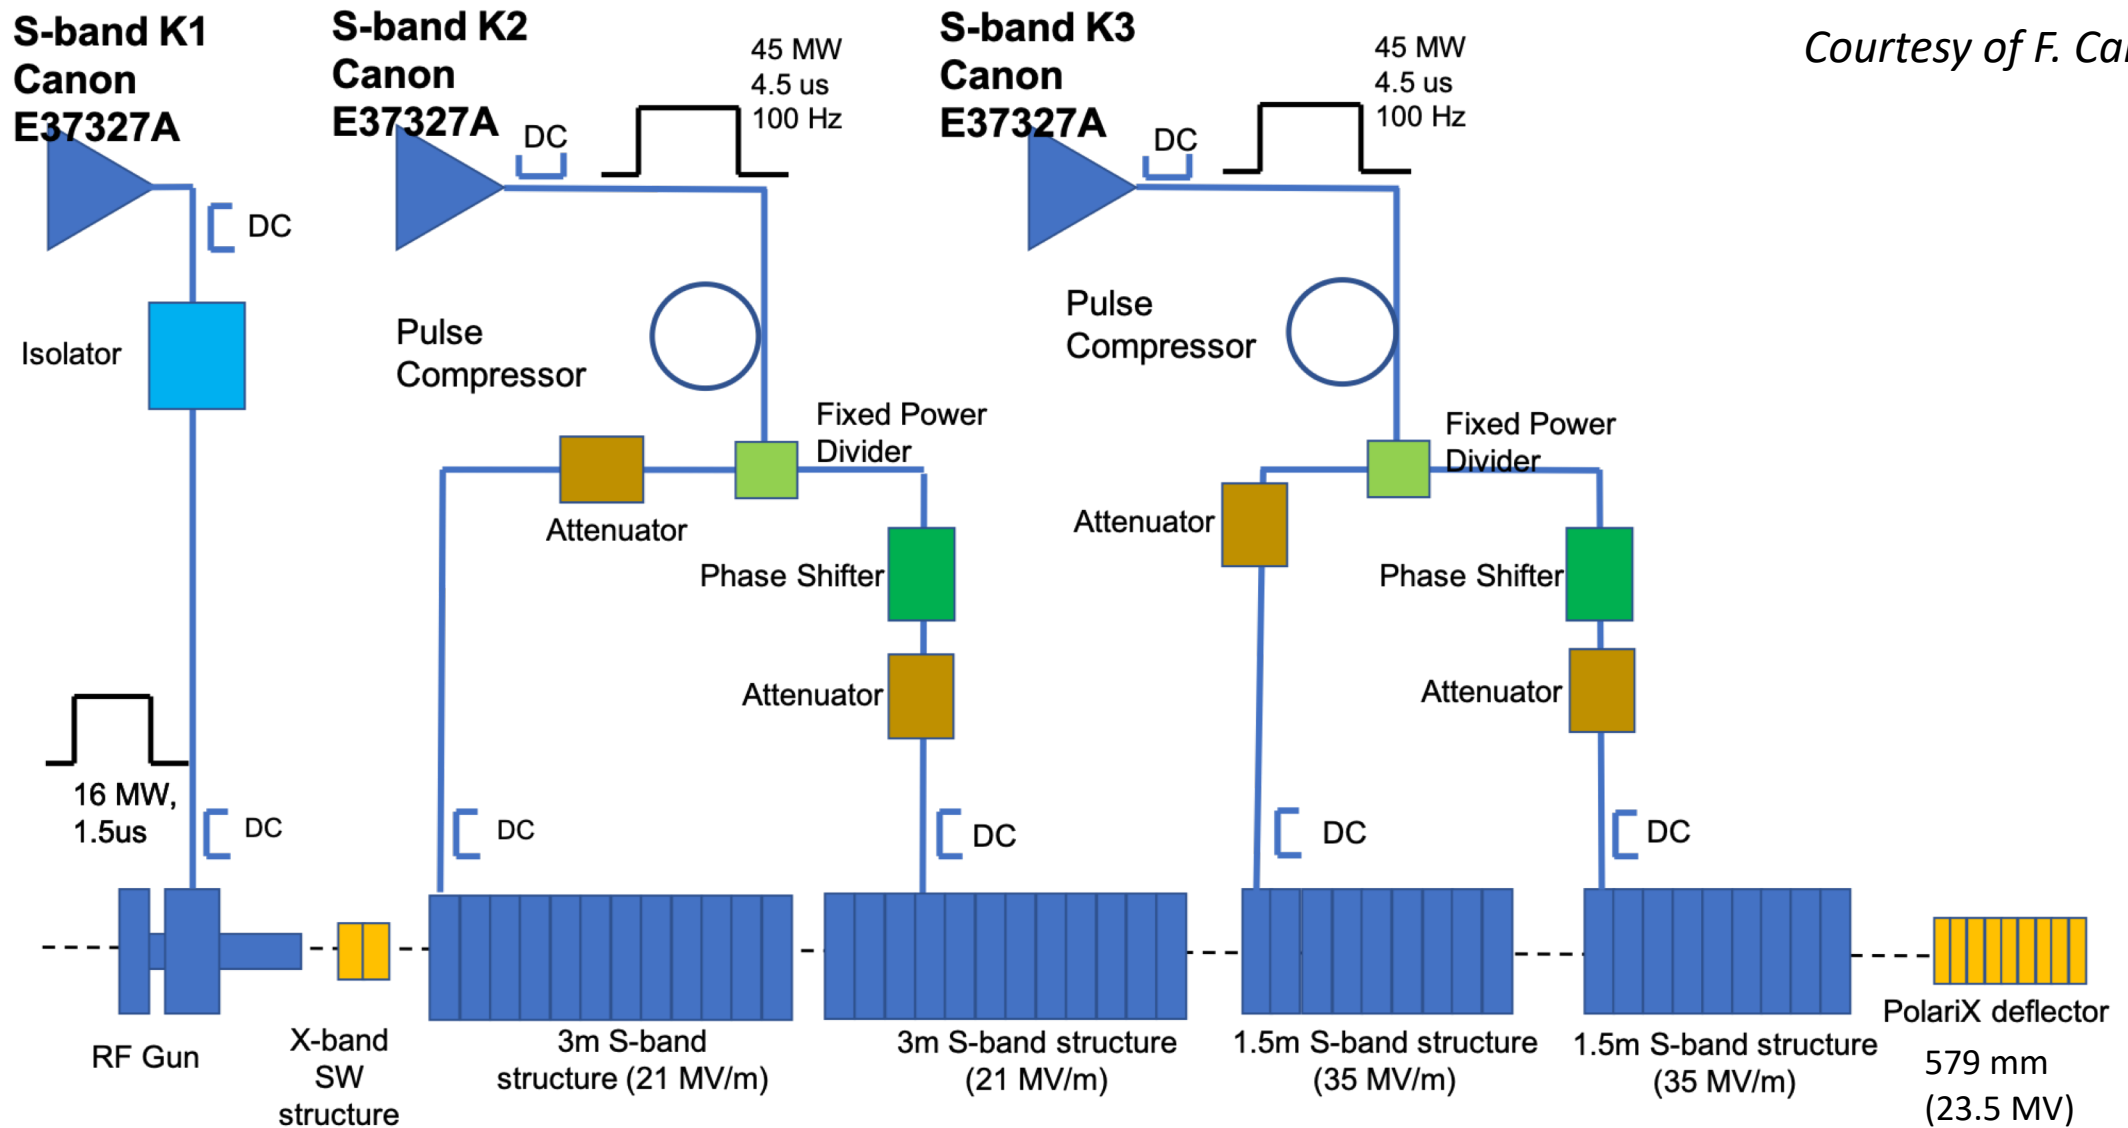 S-band K1
Canon
E37327A
S-band K2
Canon
E37327A
45 MW
4.5 us
100 Hz
S-band K3
Canon
E37327A
45 MW
4.5 us
100 Hz
Courtesy of F.
DC
DC
DC
Isolator
Pulse
Compressor
Pulse
Compressor
Fixed Power
Divider
Fixed Power
Divider
Attenuator
Attenuator
Phase Shifter
Phase Shifter
Attenuator
Attenuator
16 MW,
1.5us
DC
DC
DC
DC
DC
RF Gun
X-band
SW
structure
3m S-band
structure (21 MV/m)
3m S-band structure
(21 MV/m)
1.5m S-band structure
(35 MV/m)
1.5m S-band structure
(35 MV/m)
PolariX deflector
579 mm
(23.5 MV)